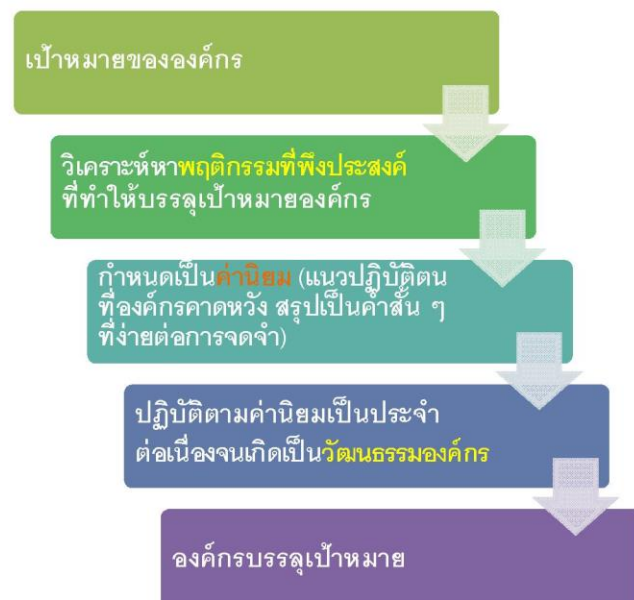 เป้าหมายขององค์กร
วิเคราะห์หาพฤติกรรมที่พึงประสงค์
ที่ทำให้บรรลุเป้าหมายองค์กร
กำหนดเป็นค่านิยม (แนวปฏิบัติตน
ที่องค์กรคาดหวัง สรุปเป็นคำสั้น ๆ
ที่ง่ายต่อการจดจำ)
ปฏิบัติตามค่านิยมเป็นประจำ
ต่อเนื่องจนเกิดเป็นวัฒนธรรมองค์กร
องค์กรบรรลุเป้าหมาย